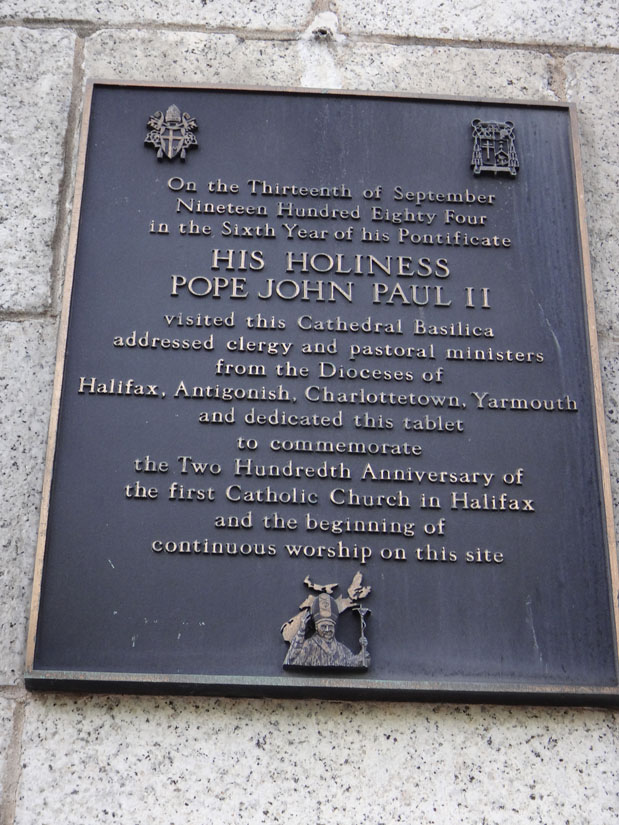 On the Thirteenth of September
Nineteen Hundred Eighty Four
in the Sixth Year of his Pontificate
HIS HOLINESS
POPE JOHN PAUL II
visited this Cathedral Basilica
addressed clergy and pastoral ministers
from the Dioceses of
Halifax, Antigonish, Charlottetown, Yarmouth
and dedicated this tablet
to commemorate
the Two Hundredth Anniversary of
the first Catholic Church in Halifax
and the beginning of
continuous worship on this site